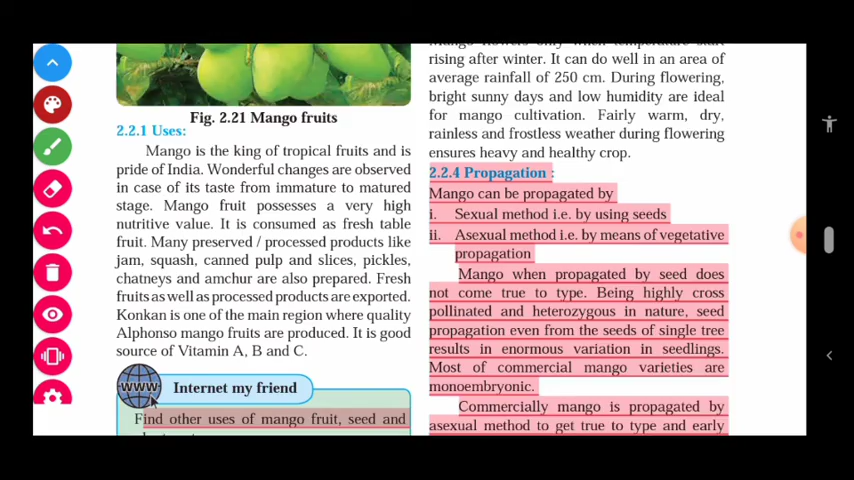 Fig. 2.21 Mango fruits
2.2.1 Uses:
Mango is the king of tropical fruits and is
pride of India. Wonderful changes are observed
in case of its taste from immature to matured
stage. Mango fruit possesses a very high
nutritive value. It is consumed as fresh table
fruit. Many preserved / processed products like
jam, squash, canned pulp and slices, pickles,
chatneys and amchur are also prepared. Fresh
fruits as well as processed products are exported.
Konkan is one of the main region where quality
Alphonso mango fruits are produced. It is good
source of Vitamin A, B and C.
www
Internet my friend
Find other uses of mango fruit, seed and
Mango flowers only when temperature start
rising after winter. It can do well in an area of
average rainfall of 250 cm. During flowering,
bright sunny days and low humidity are ideal
for mango cultivation. Fairly warm, dry,
rainless and frostless weather during flowering
ensures heavy and healthy crop.
2.2.4 Propagation :
Mango can be propagated by
i. Sexual method i.e. by using seeds
ii. Asexual method i.e. by means of vegetative
propagation
Mango when propagated by seed does
not come true to type. Being highly cross
pollinated and heterozygous in nature, seed
propagation even from the seeds of single tree
results in enormous variation in seedlings.
Most of commercial mango varieties are
monoembryonic.
Commercially mango is propagated by
asexual method to get true to type and early